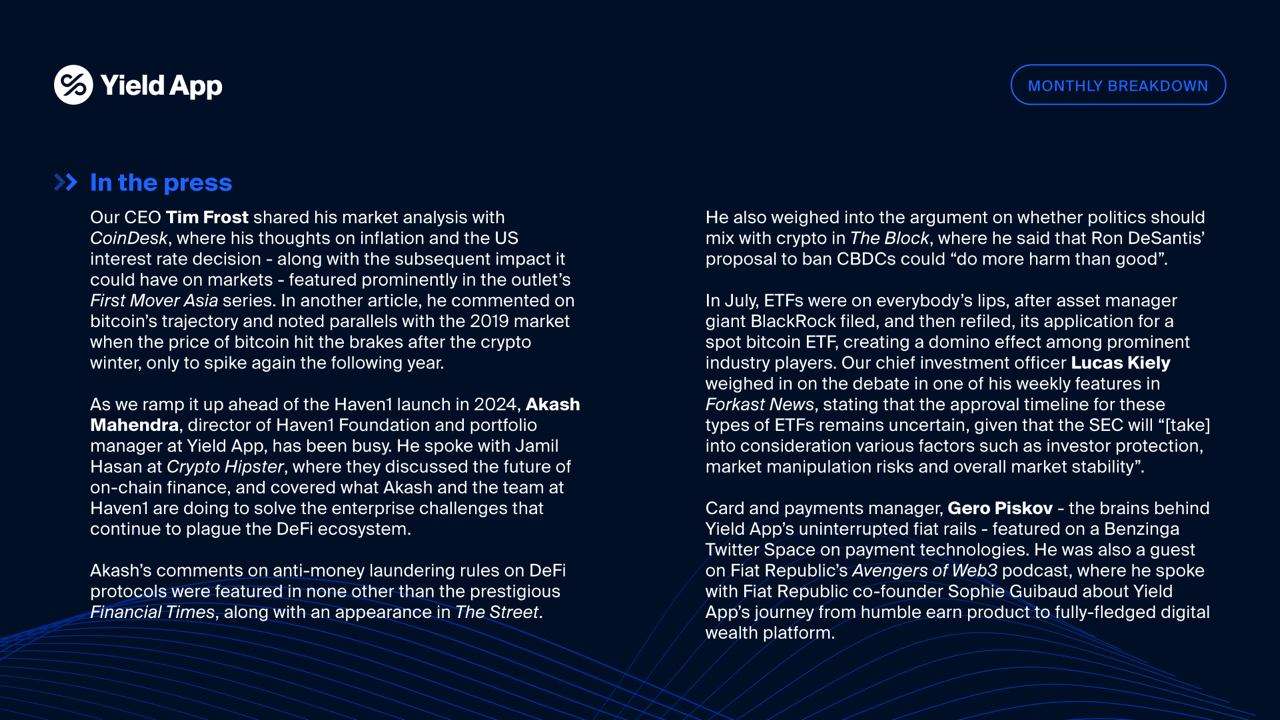 Yield App
MONTHLY BREAKDOWN
In the press
Our CEO Tim Frost shared his market analysis with
CoinDesk, where his thoughts on inflation and the US
interest rate decision - along with the subsequent impact it
could have on markets - featured prominently in the outlet’s
First Mover Asia series. In another article, he commented on
bitcoin’s trajectory and noted parallels with the 2019 market
when the price of bitcoin hit the brakes after the crypto
winter, only to spike again the following year.
As we ramp it up ahead of the Haven1 launch in 2024, Akash
Mahendra, director of Haven1 Foundation and portfolio
manager at Yield App, has been busy. He spoke with Jamil
Hasan at Crypto Hipster, where they discussed the future of
on-chain finance, and covered what Akash and the team at
Haven1 are doing to solve the enterprise challenges that
continue to plague the DeFi ecosystem.
Akash’s comments on anti-money laundering rules on DeFi
protocols were featured in none other than the prestigious
Financial Times, along with an appearance in The Street.
He also weighed into the argument on whether politics should
mix with crypto in The Block, where he said that Ron DeSantis’
proposal to ban CBDCs could “do more harm than good”.
In July, ETFs were on everybody’s lips, after asset manager
giant BlackRock filed, and then refiled, its application for a
spot bitcoin ETF, creating a domino effect among prominent
industry players. Our chief investment officer Lucas Kiely
weighed in on the debate in one of his weekly features in
Forkast News, stating that the approval timeline for these
types of ETFs remains uncertain, given that the SEC will “[take]
into consideration various factors such as investor protection,
market manipulation risks and overall market stability”.
Card and payments manager, Gero Piskov - the brains behind
Yield App’s uninterrupted fiat rails - featured on a Benzinga
Twitter Space on payment technologies. He was also a guest
on Fiat Republic’s Avengers of Web3 podcast, where he spoke
with Fiat Republic co-founder Sophie Guibaud about Yield
App’s journey from humble earn product to fully-fledged digital
wealth platform.